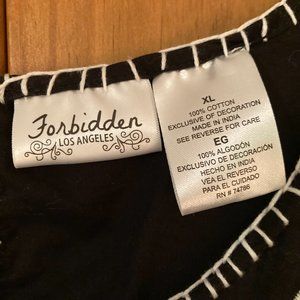 Forbidden
LOS ANGELES
XL
100% COTTON
EXCLUSIVE OF DECORATION
MADE IN INDIA
SEE REVERSE FOR CARE
EG
100% ALGODÓN
EXCLUSIVO DE DECORACIÓN
HECHO EN INDIA
VEA EL REVERSO
PARA EL CUIDADO
RN # 74786